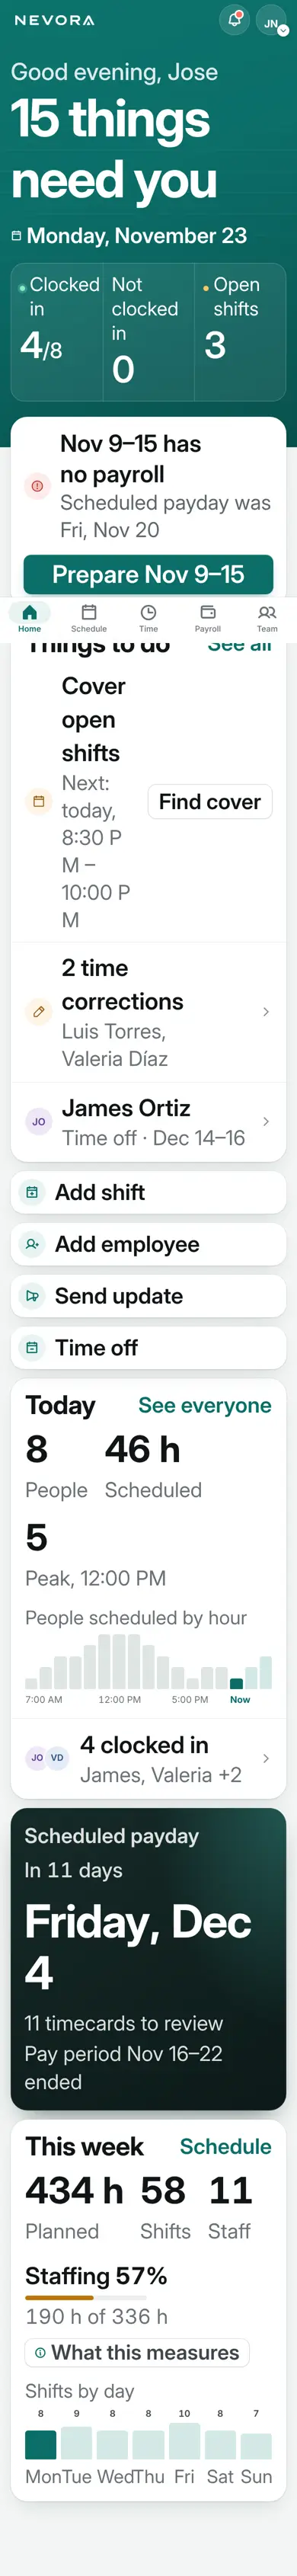 NEVORA
JN
Good evening, Jose
15 things
need you
Monday, November 23
Clocked in
4/8
Not clocked in
0
Open shifts
3
Nov 9–15 has
no payroll
Scheduled payday was
Fri, Nov 20
Prepare Nov 9–15
Home
Schedule
Time
Payroll
Team
Things to do
See all
Cover
open
shifts
Next:
today,
8:30 P
M –
10:00 P
M
Find cover
2 time
corrections
Luis Torres,
Valeria Díaz
JO
James Ortiz
Time off · Dec 14–16
Add shift
Add employee
Send update
Time off
Today
See everyone
8
People
46 h
Scheduled
5
Peak, 12:00 PM
People scheduled by hour
7:00 AM 12:00 PM 5:00 PM Now
JO VD
4 clocked in
James, Valeria +2
Scheduled payday
In 11 days
Friday, Dec
4
11 timecards to review
Pay period Nov 16–22
ended
This week
Schedule
434 h 58 11
Planned Shifts Staff
Staffing 57%
190 h of 336 h
What this measures
Shifts by day
8 9 8 8 10 8 7
Mon Tue Wed Thu Fri Sat Sun